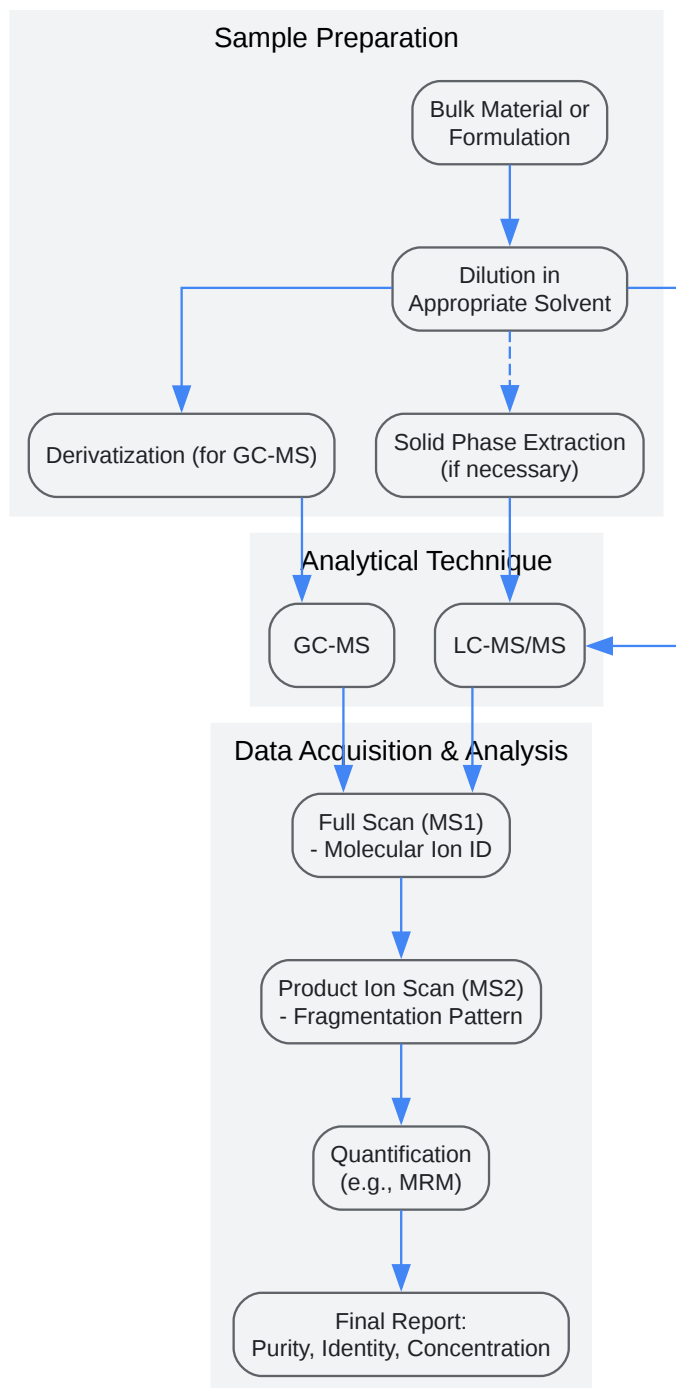 Sample Preparation
Bulk Material or
Formulation
Dilution in
Appropriate Solvent
Derivatization (for GC-MS)
Solid Phase Extraction
(if necessary)
Analytical Technique
GC-MS
LC-MS/MS
Data Acquisition & Analysis
Full Scan (MS1)
- Molecular Ion ID
Product Ion Scan (MS2)
- Fragmentation Pattern
Quantification
(e.g., MRM)
Final Report:
Purity, Identity, Concentration